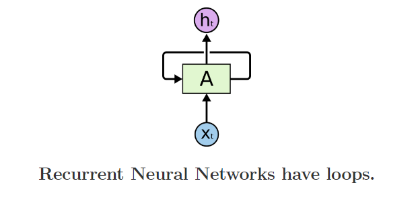 hₜ
A
xₜ
Recurrent Neural Networks have loops.